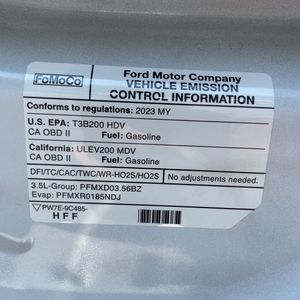 FoMoCo
Ford Motor Company
VEHICLE EMISSION
CONTROL INFORMATION
Conforms to regulations: 2023 MY
U.S. EPA: T3B200 HDV
CA OBD II Fuel: Gasoline
California: ULEV200 MDV
CA OBD II Fuel: Gasoline
DFI/TC/CAC/TWC/WR-HO2S/HO2S No adjustments needed.
3.5L-Group: PFMXD03.56BZ
Evap: PFMXR0185NDJ
PW7E-9C485-
HFF